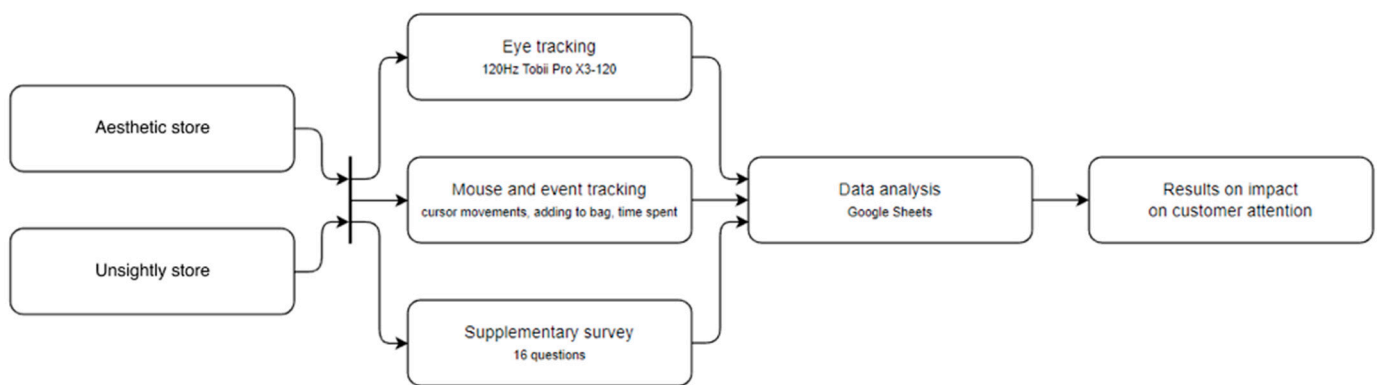 Aesthetic store
Unsightly store
Eye tracking
120Hz Tobii Pro X3-120
Mouse and event tracking
cursor movements, adding to bag, time spent
Supplementary survey
16 questions
Data analysis
Google Sheets
Results on impact
on customer attention